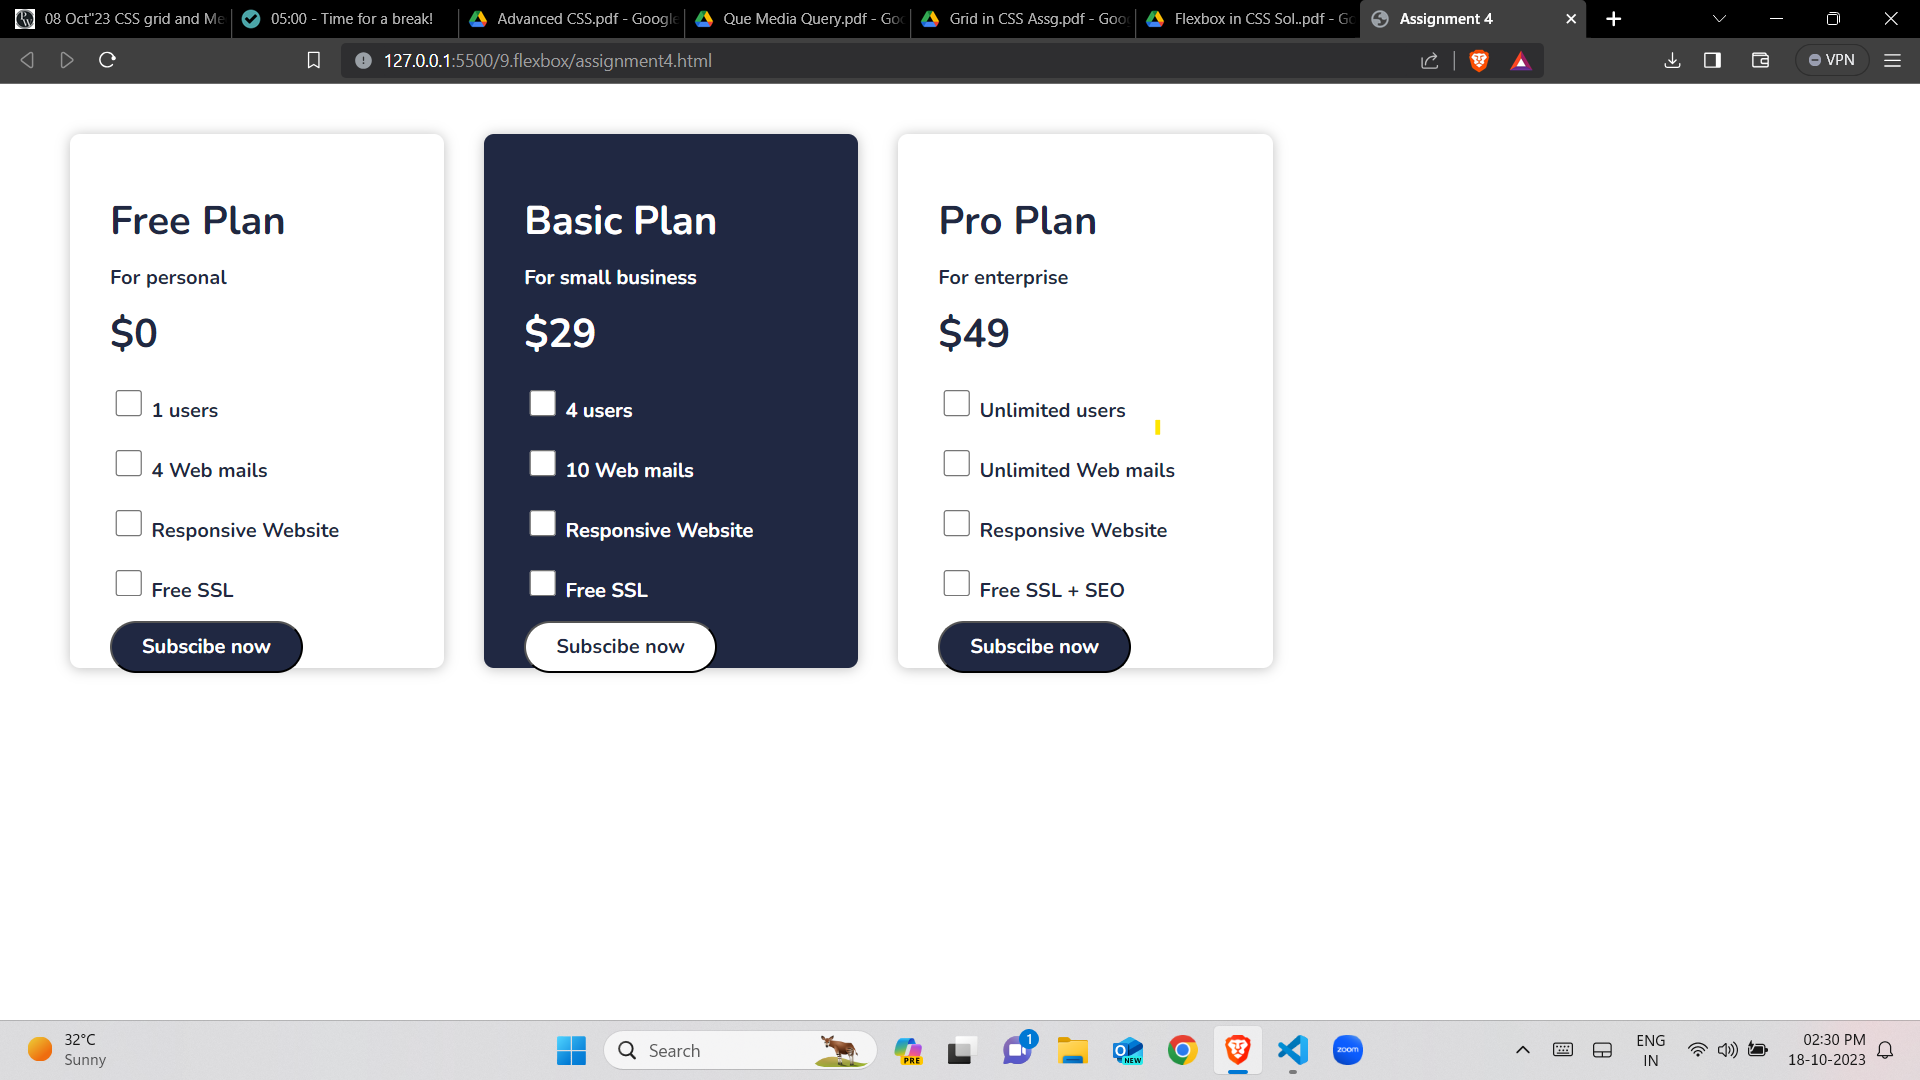 08 Oct"23 CSS grid and Me
05:00 - Time for a break!
Advanced CSS.pdf - Google
Que Media Query.pdf - Goo
Grid in CSS Assg.pdf - Goo
Flexbox in CSS Sol..pdf - Go
Assignment 4
127.0.0.1:5500/9.flexbox/assignment4.html
VPN
Free Plan
For personal
$0
1 users
4 Web mails
Responsive Website
Free SSL
Subscibe now
Basic Plan
For small business
$29
4 users
10 Web mails
Responsive Website
Free SSL
Subscibe now
Pro Plan
For enterprise
$49
Unlimited users
Unlimited Web mails
Responsive Website
Free SSL + SEO
Subscibe now
32°C
Sunny
Search
PRE
1
NEW
zoom
ENG
IN
02:30 PM
18-10-2023